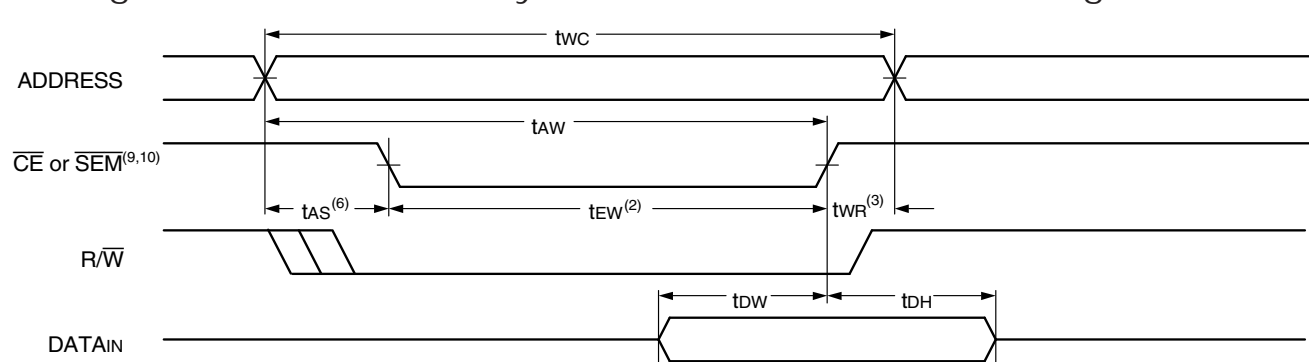 tWC
ADDRESS
tAW
CE or SEM(9,10)
tAS(6)
tEW(2)
tWR(3)
R/W
tDW
tDH
DATAIN